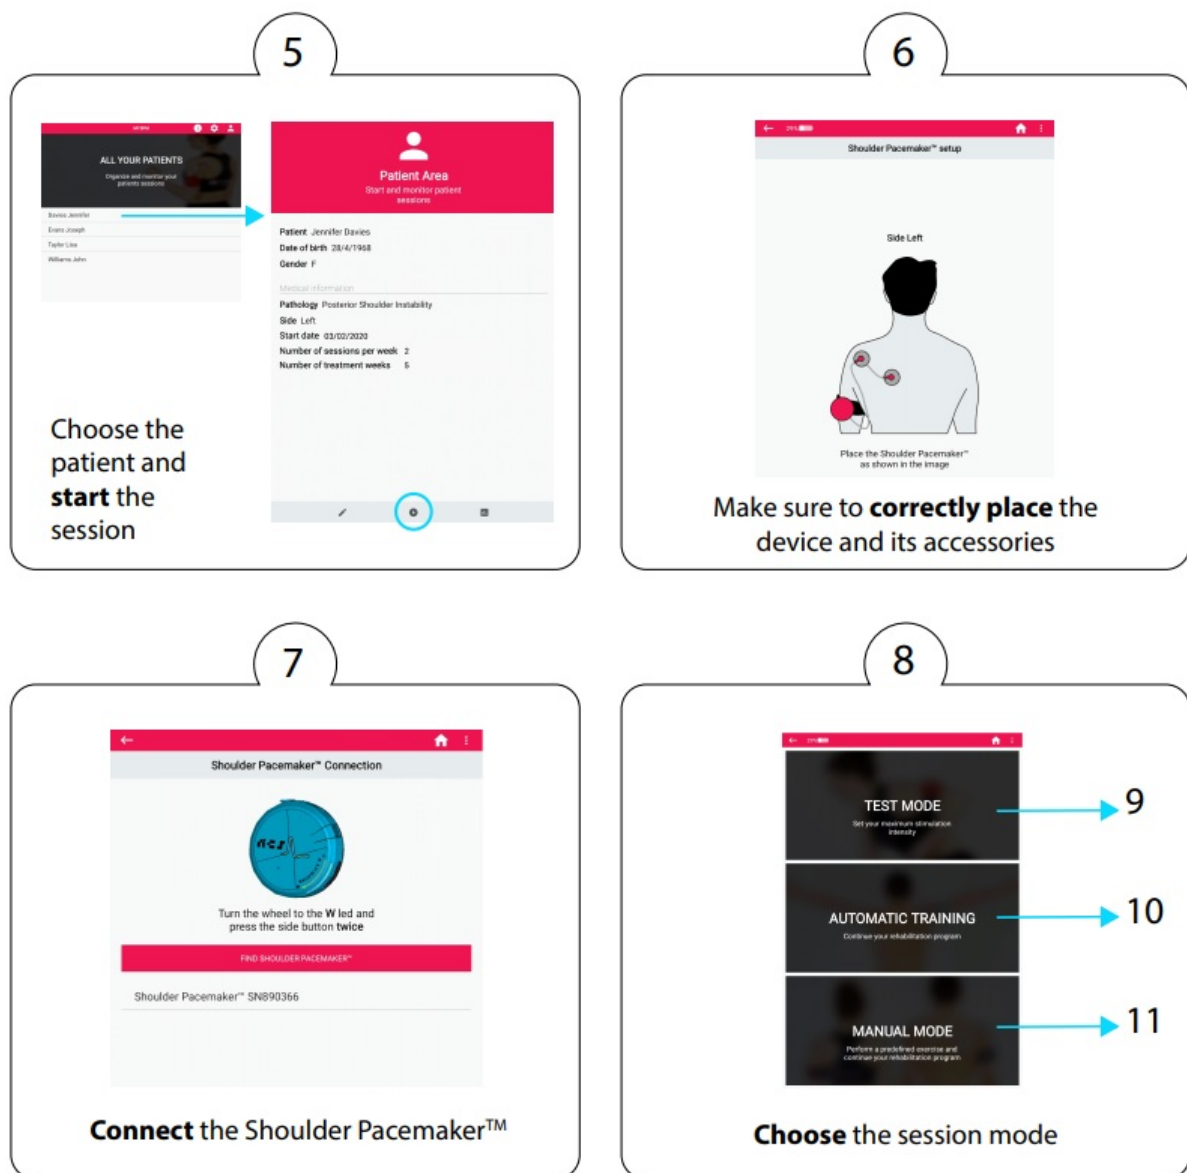 5
MYSPM
ALL YOUR PATIENTS
Organize and monitor your
patients sessions
Davies Jennifer
Evans Joseph
Taylor Lisa
Williams John
Patient Area
Start and monitor patient
sessions
Patient Jennifer Davies
Date of birth 28/4/1968
Gender F
Medical information
Pathology Posterior Shoulder Instability
Side Left
Start date 03/02/2020
Number of sessions per week 2
Number of treatment weeks 5
Choose the
patient and
start the
session
6
29%
Shoulder Pacemaker™ setup
Side Left
Place the Shoulder Pacemaker™
as shown in the image
Make sure to correctly place the
device and its accessories
7
Shoulder Pacemaker™ Connection
Turn the wheel to the W led and
press the side button twice
FIND SHOULDER PACEMAKER™
Shoulder Pacemaker™ SN890366
Connect the Shoulder Pacemaker™
8
29%
TEST MODE
Set your maximum stimulation
intensity
9
AUTOMATIC TRAINING
Continue your rehabilitation program
10
MANUAL MODE
Perform a predefined exercise and
continue your rehabilitation program
11
Choose the session mode